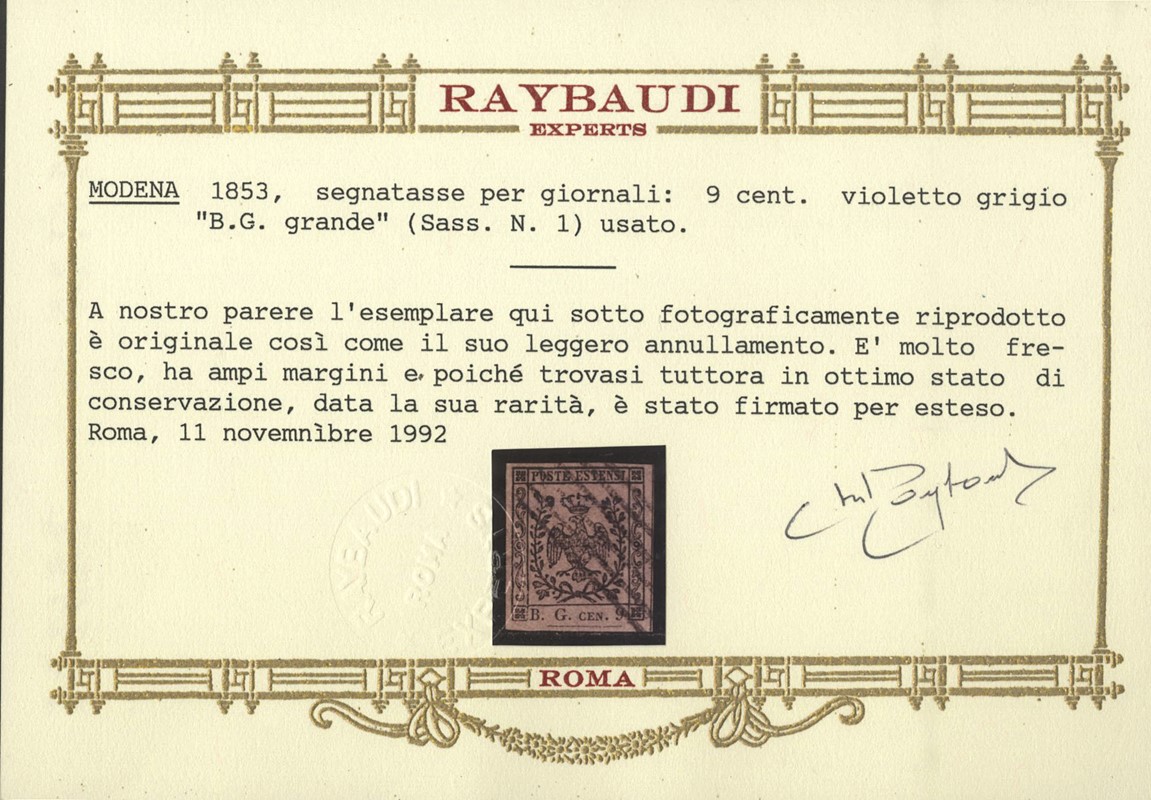 RAYBAUDI
EXPERTS
MODENA 1853, segnatasse per giornali: 9 cent. violetto grigio
"B.G. grande" (Sass. N. 1) usato.
A nostro parere l'esemplare qui sotto fotograficamente riprodotto
è originale così come il suo leggero annullamento. E' molto fre-
sco, ha ampi margini e poiché trovasi tuttora in ottimo stato di
conservazione, data la sua rarità, è stato firmato per esteso.
Roma, 11 novemnìbre 1992
POSTE ESTENSI
B. G. CEN. 9
RAYBAUDI
ROMA
ROMA